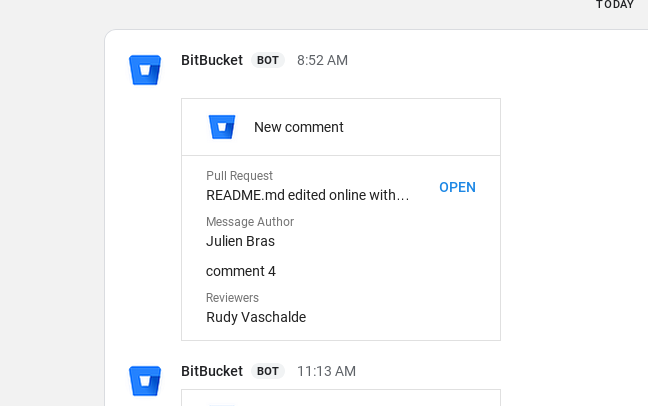 TODAY
BitBucket BOT 8:52 AM
New comment
Pull Request
README.md edited online with...
OPEN
Message Author
Julien Bras
comment 4
Reviewers
Rudy Vaschalde
BitBucket BOT 11:13 AM